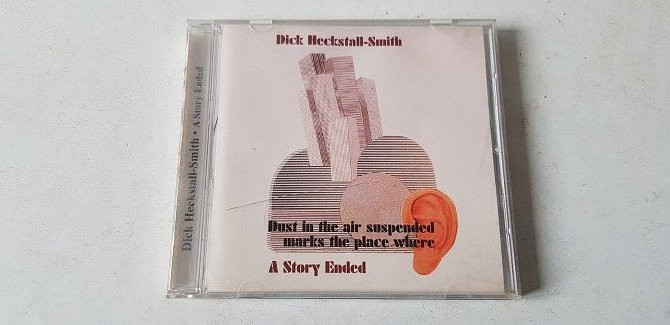 Dick Heckstall-Smith • A Story Ended
Dick Heckstall-Smith
Dust in the air suspended
marks the place where
A Story Ended